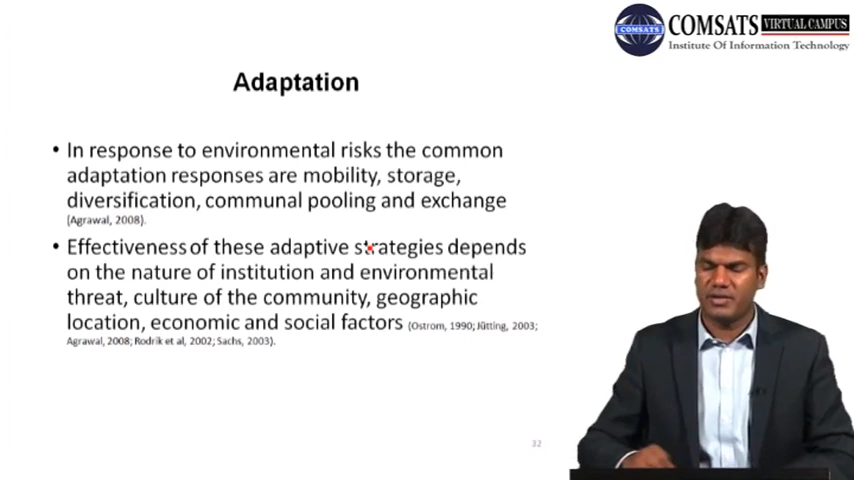 COMSATS VIRTUAL CAMPUS
COMSATS
Institute Of Information Technology
Adaptation
• In response to environmental risks the common
adaptation responses are mobility, storage,
diversification, communal pooling and exchange
(Agrawal, 2008).
• Effectiveness of these adaptive strategies depends
on the nature of institution and environmental
threat, culture of the community, geographic
location, economic and social factors (Ostrom, 1990; Jütting, 2003;
Agrawal, 2008; Rodrik et al, 2002; Sachs, 2003).
32